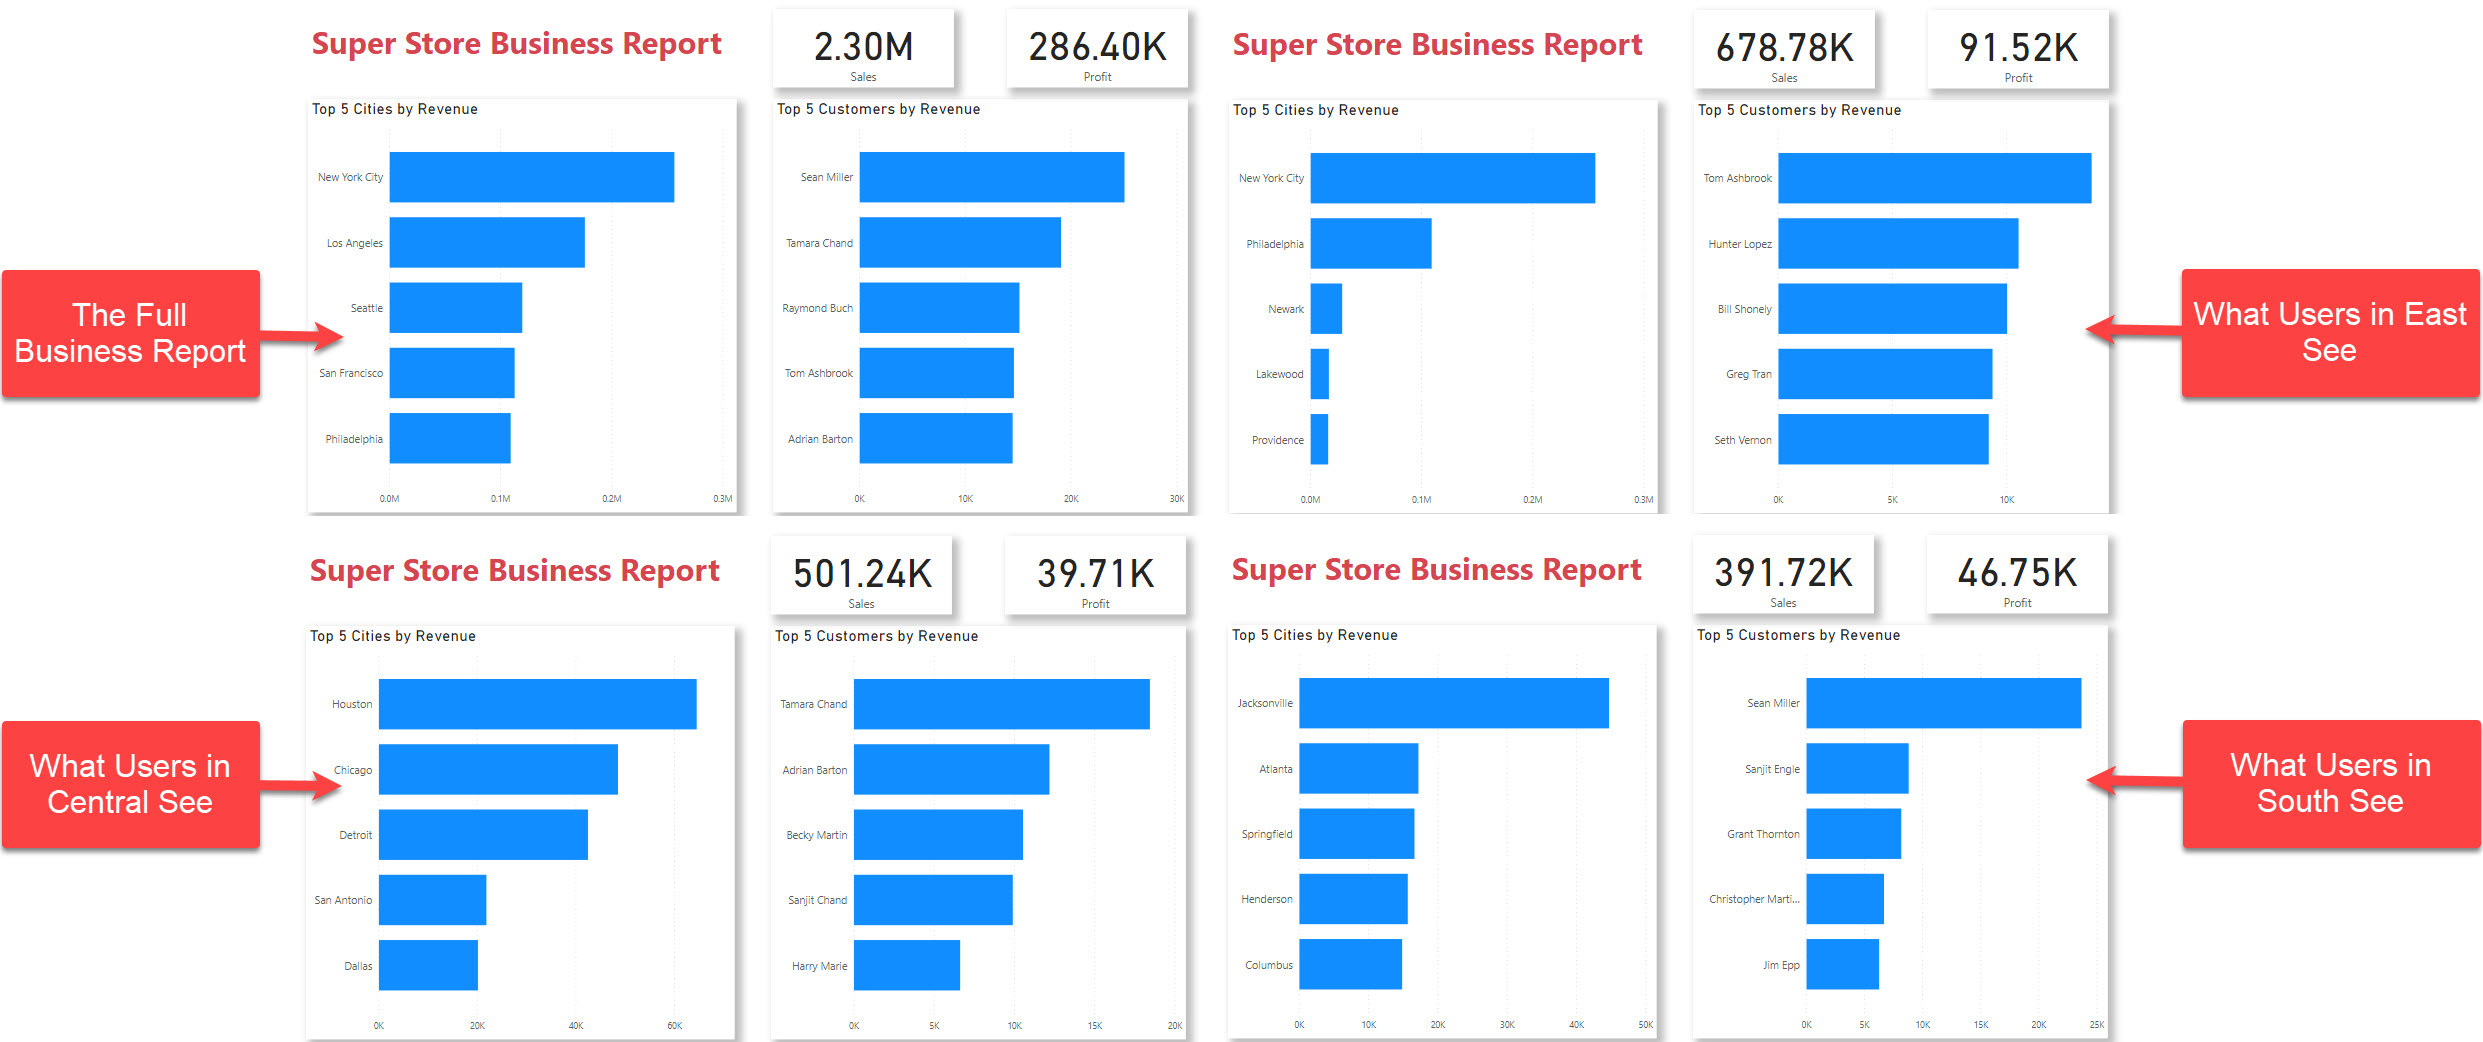 Super Store Business Report
2.30M
Sales
286.40K
Profit
Top 5 Cities by Revenue
New York City
Los Angeles
Seattle
San Francisco
Philadelphia
0.0M 0.1M 0.2M 0.3M
Top 5 Customers by Revenue
Sean Miller
Tamara Chand
Raymond Buch
Tom Ashbrook
Adrian Barton
0K 10K 20K 30K
The Full
Business Report
Super Store Business Report
678.78K
Sales
91.52K
Profit
Top 5 Cities by Revenue
New York City
Philadelphia
Newark
Lakewood
Providence
0.0M 0.1M 0.2M 0.3M
Top 5 Customers by Revenue
Tom Ashbrook
Hunter Lopez
Bill Shonely
Greg Tran
Seth Vernon
0K 5K 10K
What Users in East
See
Super Store Business Report
501.24K
Sales
39.71K
Profit
Top 5 Cities by Revenue
Houston
Chicago
Detroit
San Antonio
Dallas
0K 20K 40K 60K
Top 5 Customers by Revenue
Tamara Chand
Adrian Barton
Becky Martin
Sanjit Chand
Harry Marie
0K 5K 10K 15K 20K
What Users in
Central See
Super Store Business Report
391.72K
Sales
46.75K
Profit
Top 5 Cities by Revenue
Jacksonville
Atlanta
Springfield
Henderson
Columbus
0K 10K 20K 30K 40K 50K
Top 5 Customers by Revenue
Sean Miller
Sanjit Engle
Grant Thornton
Christopher Marti...
Jim Epp
0K 5K 10K 15K 20K 25K
What Users in
South See